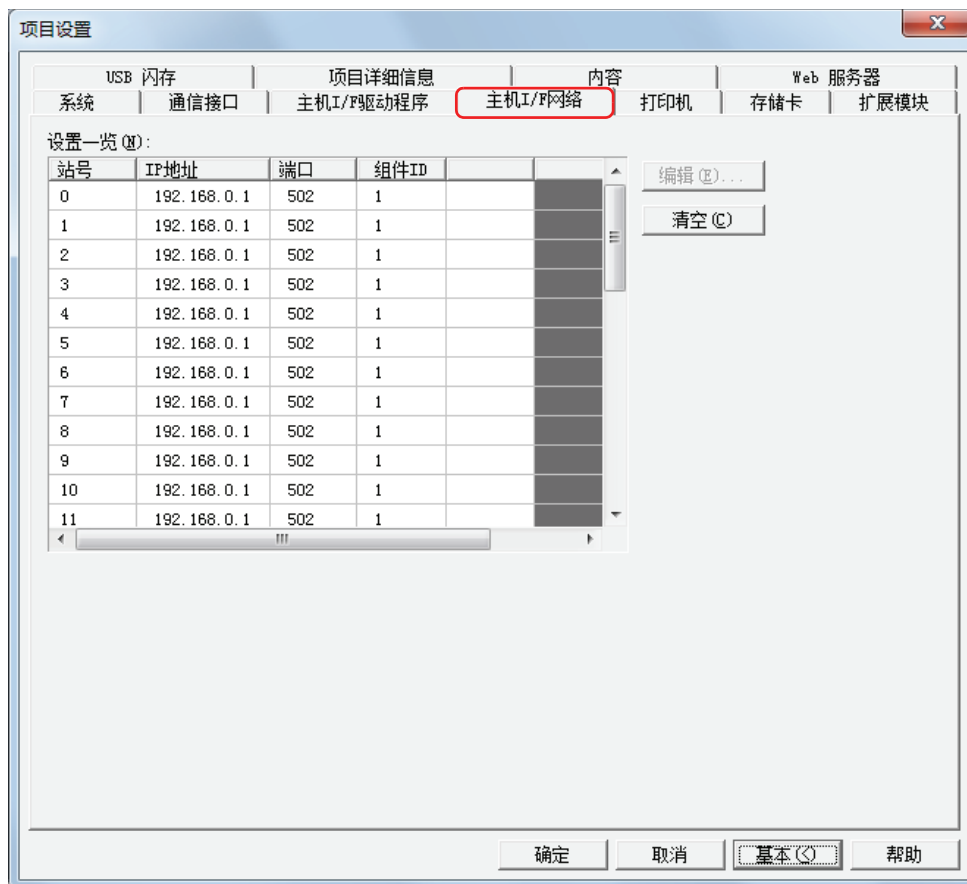 项目设置
USB 闪存 项目详细信息 内容 Web 服务器
系统 通信接口 主机I/F驱动程序 主机I/F网络 打印机 存储卡 扩展模块
设置一览(N):
站号 IP地址 端口 组件ID
编辑(E)...
0 192.168.0.1 502 1
清空(C)
1 192.168.0.1 502 1
2 192.168.0.1 502 1
3 192.168.0.1 502 1
4 192.168.0.1 502 1
5 192.168.0.1 502 1
6 192.168.0.1 502 1
7 192.168.0.1 502 1
8 192.168.0.1 502 1
9 192.168.0.1 502 1
10 192.168.0.1 502 1
11 192.168.0.1 502 1
确定 取消 基本(<) 帮助